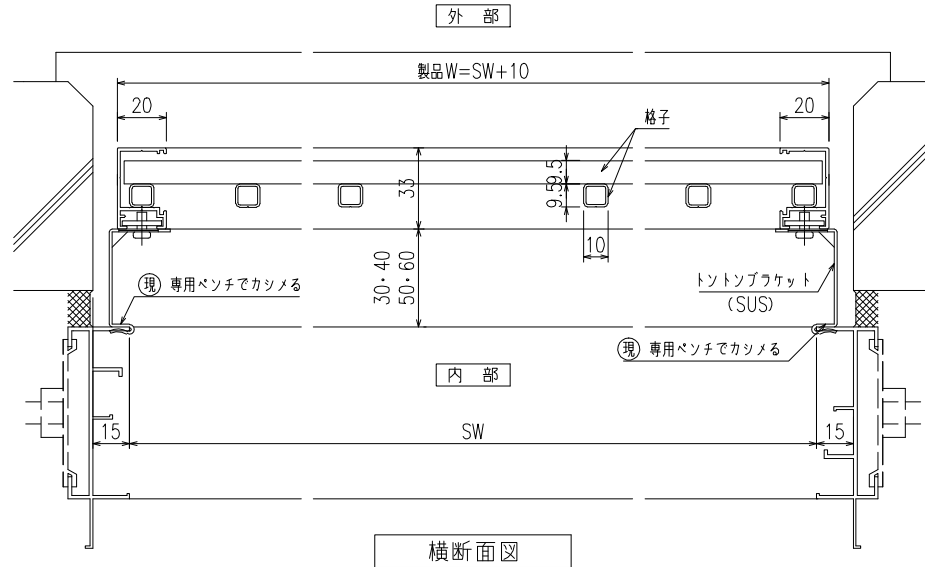 外 部
製品W=SW+10
20
20
格子
33
9.5
9.5
10
30・40
50・60
現 専用ペンチでカシメる
トントンブラケット
(SUS)
現 専用ペンチでカシメる
内 部
15
SW
15
横断面図